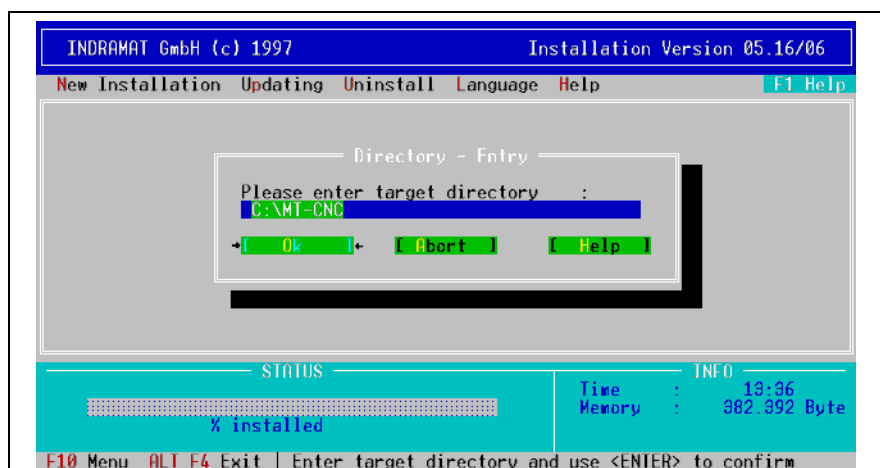 INDRAMAT GmbH (c) 1997 Installation Version 05.16/06
New Installation Updating Uninstall Language Help F1 Help
Directory - Entry
Please enter target directory :
C:\MT-CNC
[ Ok ] [ Abort ] [ Help ]
STATUS INFO
Time : 13:36
Memory : 382.392 Byte
% installed
F10 Menu ALT F4 Exit | Enter target directory and use <ENTER> to confirm